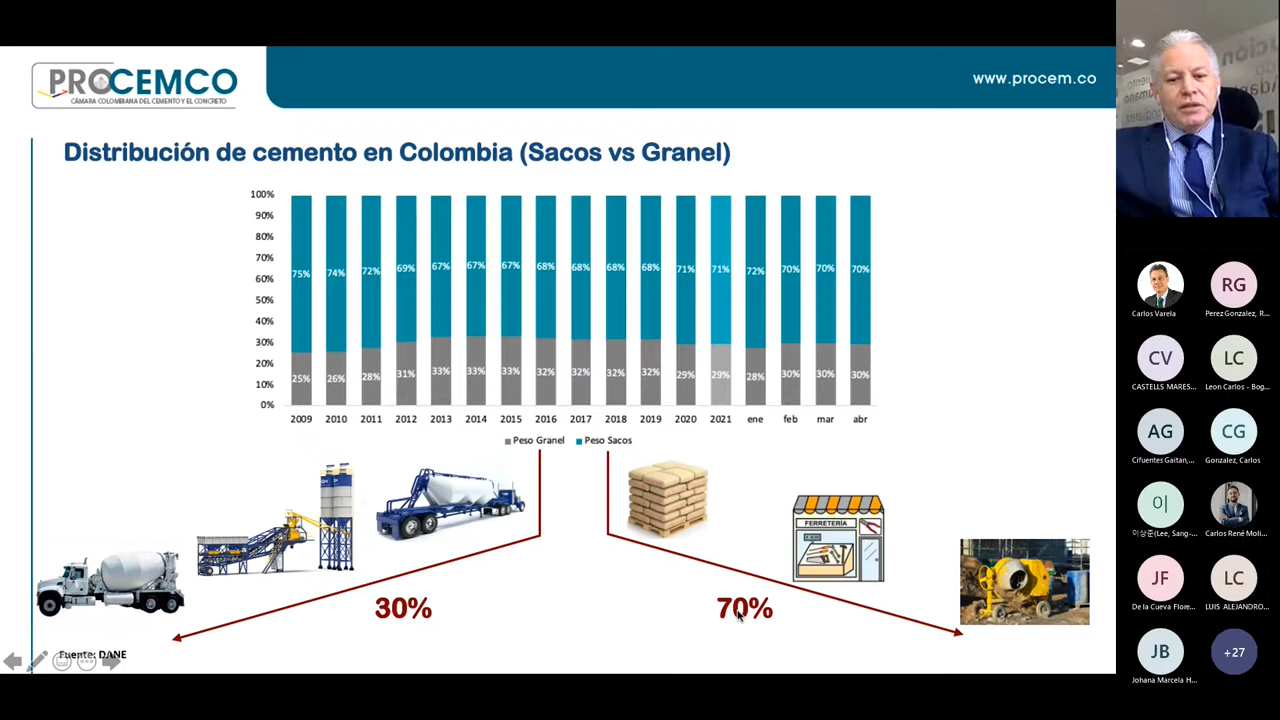 PROCEMCO
CÁMARA COLOMBIANA DEL CEMENTO Y EL CONCRETO
www.procem.co
Distribución de cemento en Colombia (Sacos vs Granel)
100%
90%
80%
70%
60%
50%
40%
30%
20%
10%
0%
75% 74% 72% 69% 67% 67% 67% 68% 68% 68% 68% 71% 71% 72% 70% 70% 70%
25% 26% 28% 31% 33% 33% 33% 32% 32% 32% 32% 29% 29% 28% 30% 30% 30%
2009 2010 2011 2012 2013 2014 2015 2016 2017 2018 2019 2020 2021 ene feb mar abr
Peso Granel Peso Sacos
FERRETERÍA
30%
70%
Fuente: DANE
Carlos Varela
RG
Perez Gonzalez, R...
CV
CASTELLS MARES...
LC
Leon Carlos - Bog...
AG
Cifuentes Gaitan,...
CG
Gonzalez, Carlos
이
이상준(Lee, Sang-...
Carlos René Moli...
JF
De la Cueva Flore...
LC
LUIS ALEJANDRO...
JB
Johana Marcela H...
+27